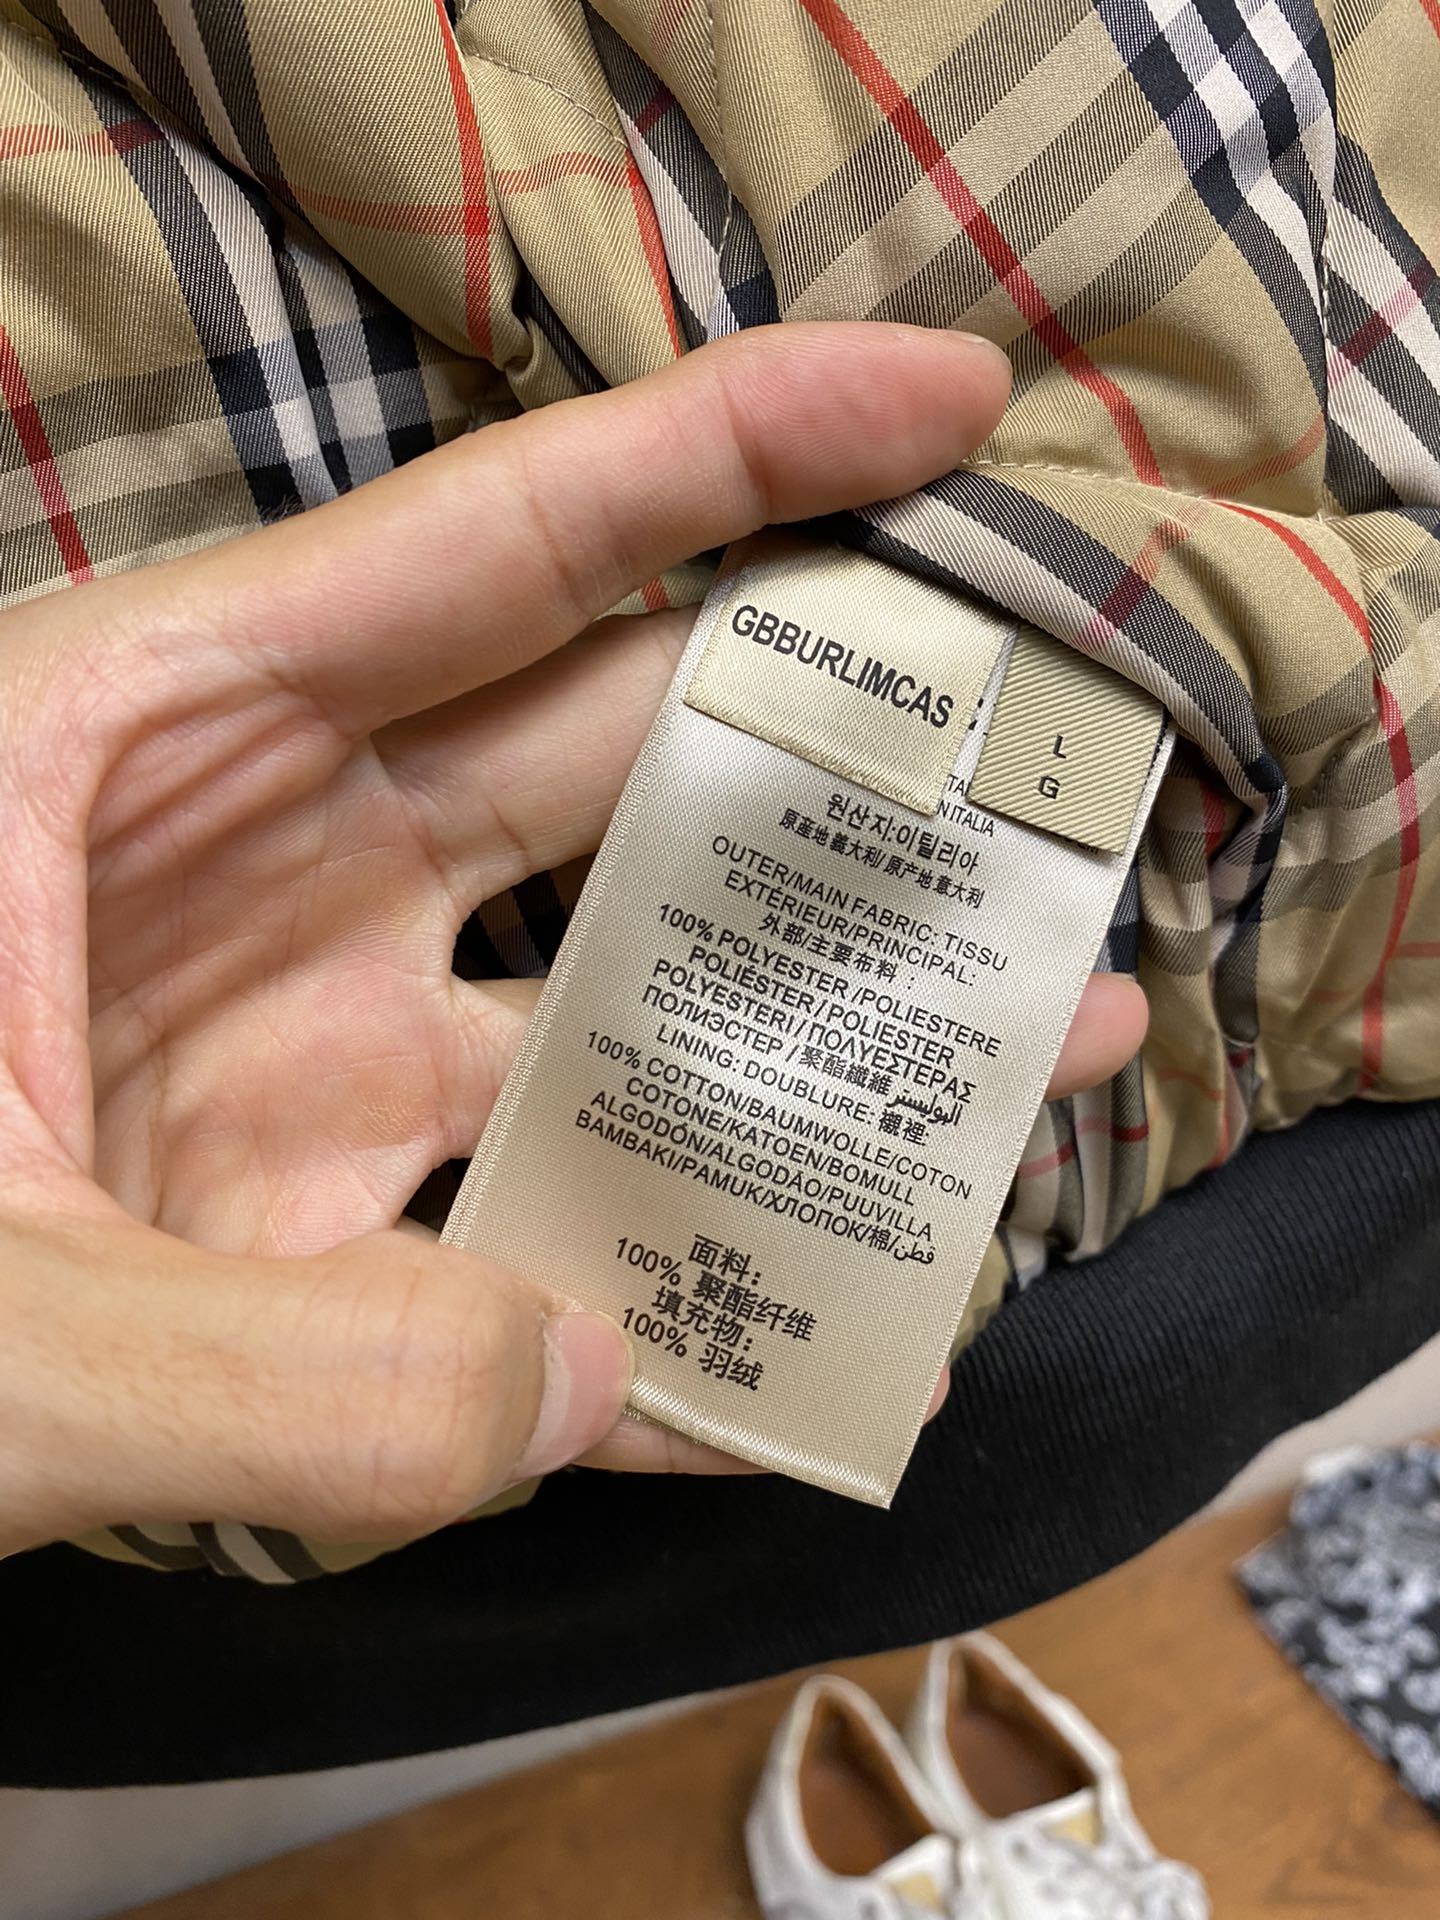 GBBURLIMCAS
L
G
N ITALIA
원산지:이틸리아
原産地義大利/原产地意大利
OUTER/MAIN FABRIC: TISSU
EXTÉRIEUR/PRINCIPAL:
外部/主要布料：
100% POLYESTER /POLIESTERE
POLIÉSTER / POLIESTER
POLYESTERI / ΠΟΛΥΕΣΤΕΡΑΣ
ПОЛИЭСТЕР / 聚酯纖維 البوليستر
LINING: DOUBLURE: 襯裡:
100% COTTON/BAUMWOLLE/COTON
COTONE/KATOEN/BOMULL
ALGODÓN/ALGODÃO/PUUVILLA
BAMBAKI/PAMUK/ХЛОПОК/棉/قطن
面料：
100% 聚酯纤维
填充物：
100% 羽绒